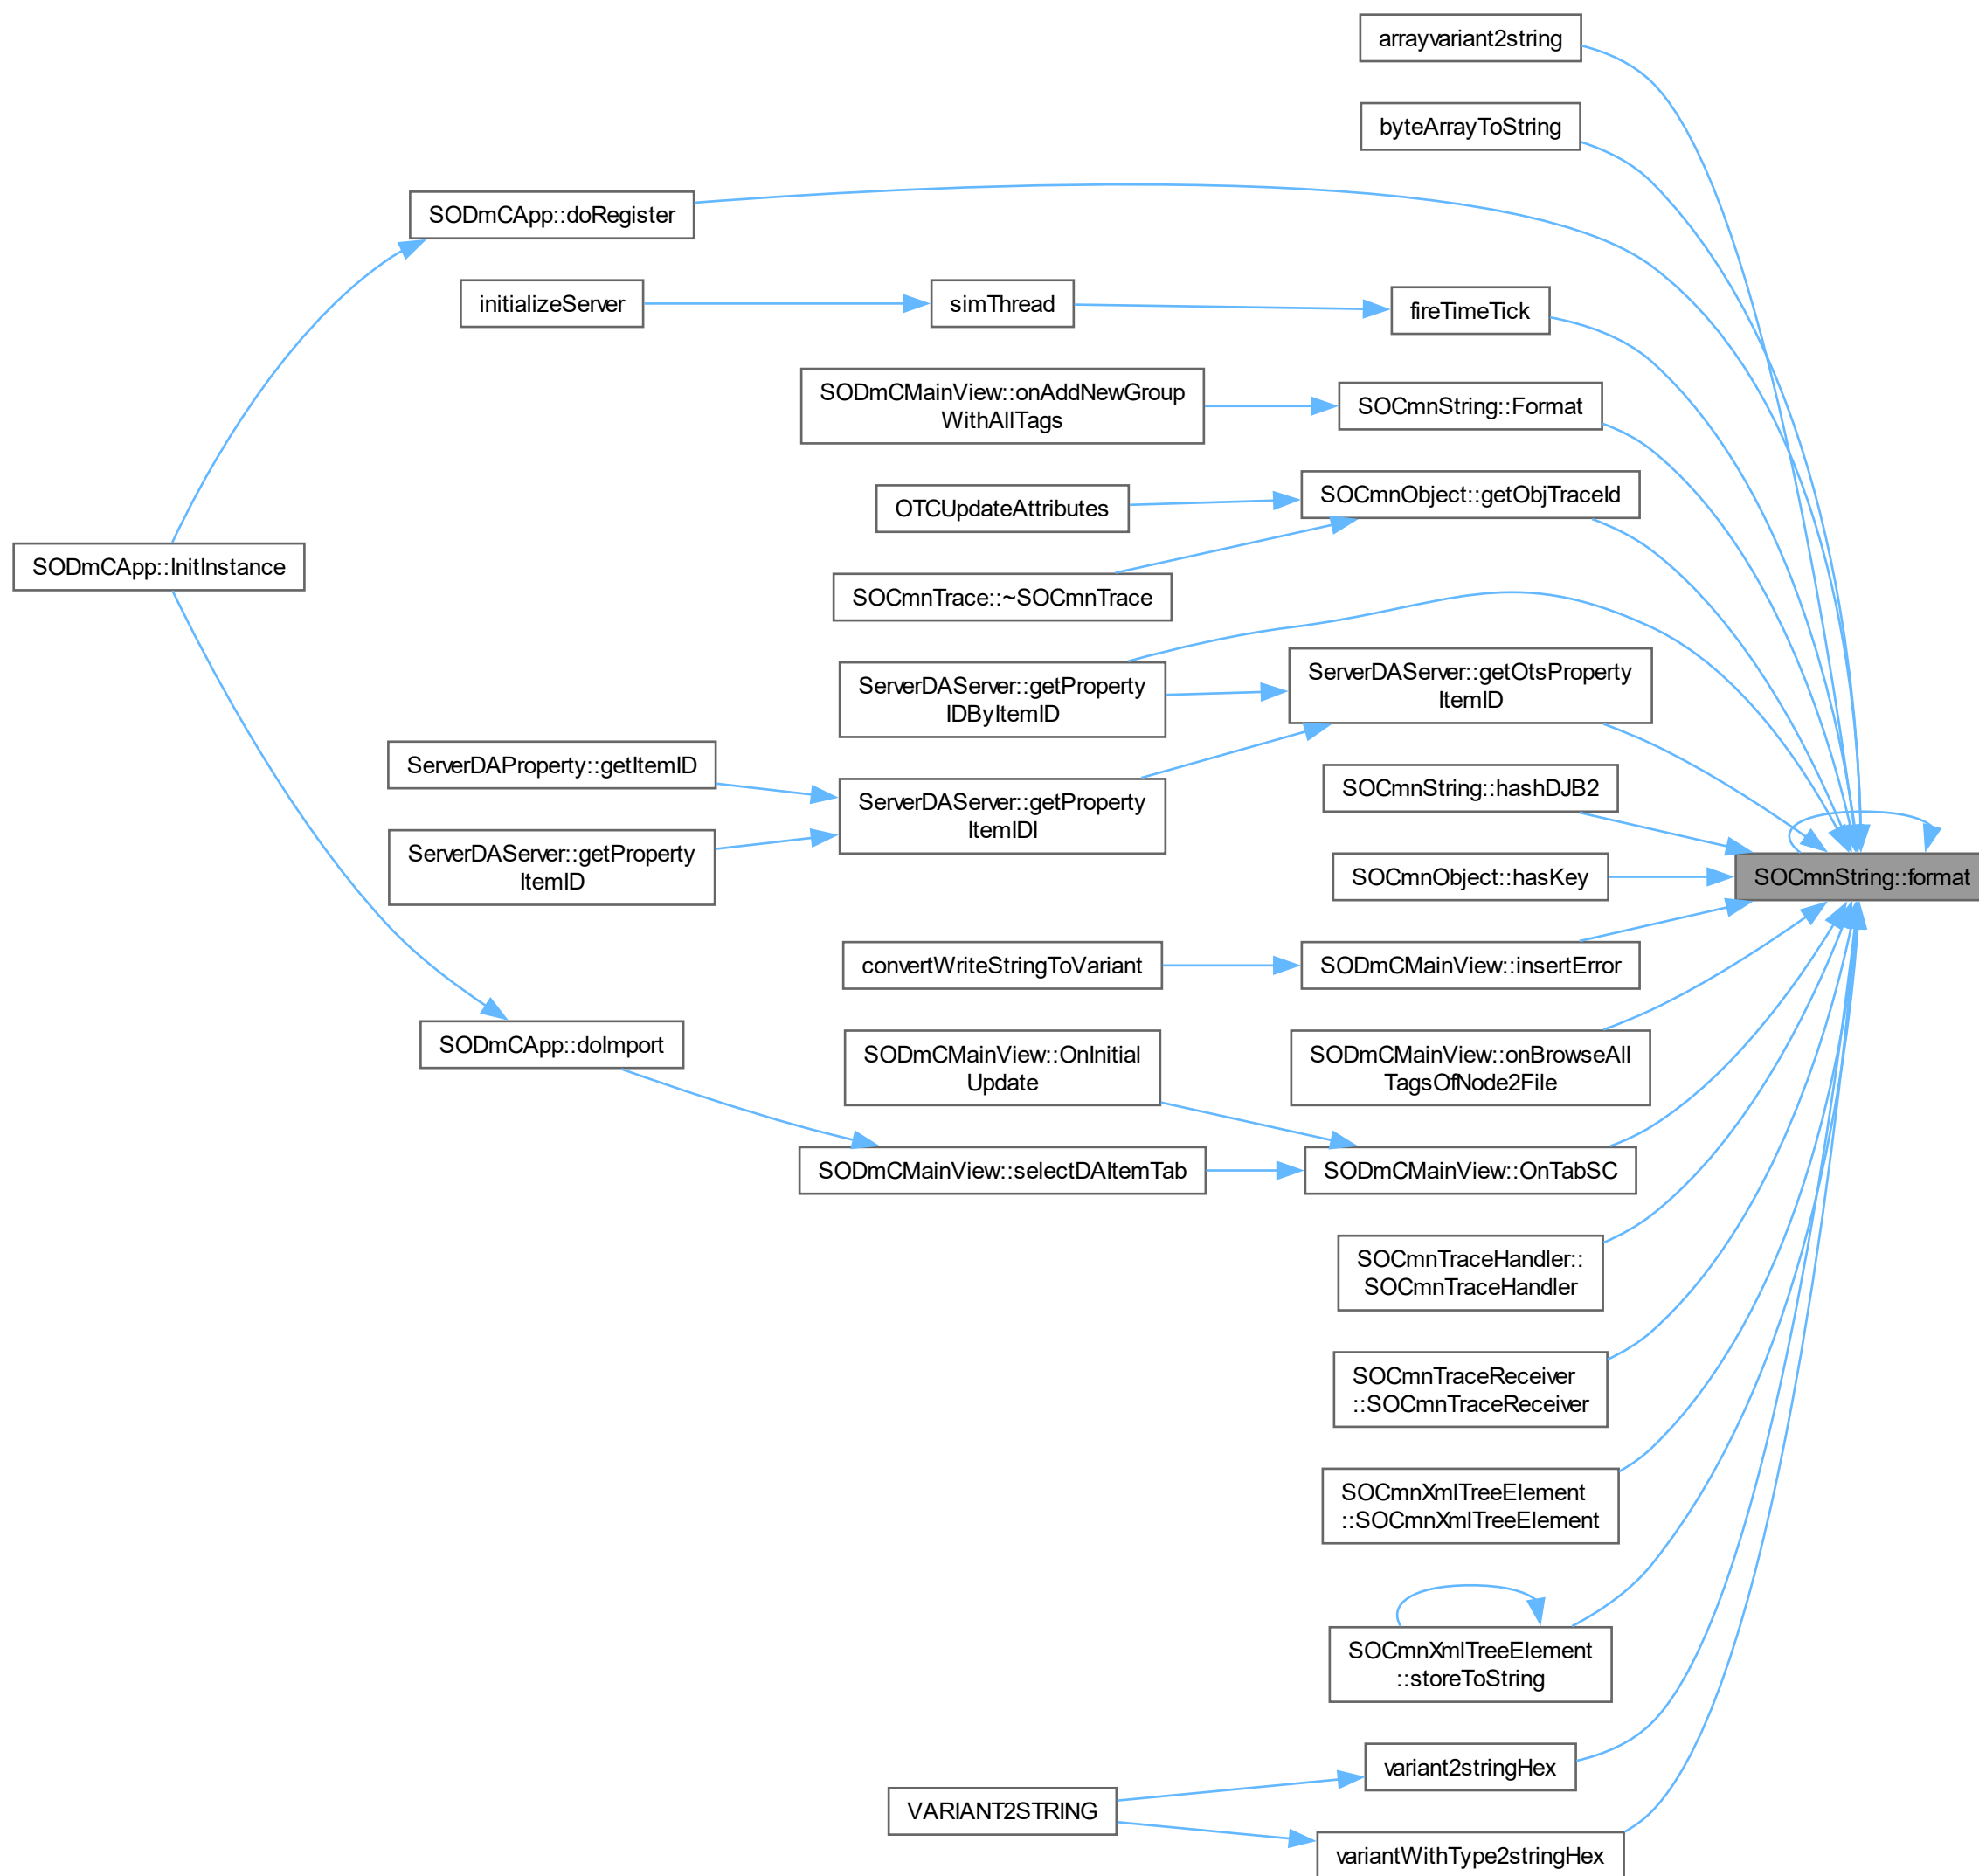 arrayvariant2string
byteArrayToString
SODmCApp::doRegister
initializeServer
simThread
fireTimeTick
SODmCMainView::onAddNewGroup
WithAllTags
SOCmnString::Format
SOCmnObject::getObjTraceId
OTCUpdateAttributes
SODmCApp::InitInstance
SOCmnTrace::~SOCmnTrace
ServerDAServer::getProperty
IDByItemID
ServerDAServer::getOtsProperty
ItemID
ServerDAProperty::getItemID
SOCmnString::hashDJB2
ServerDAServer::getProperty
ItemIDI
ServerDAServer::getProperty
ItemID
SOCmnObject::hasKey
SOCmnString::format
convertWriteStringToVariant
SODmCMainView::insertError
SODmCApp::doImport
SODmCMainView::OnInitial
Update
SODmCMainView::onBrowseAll
TagsOfNode2File
SODmCMainView::selectDAItemTab
SODmCMainView::OnTabSC
SOCmnTraceHandler::
SOCmnTraceHandler
SOCmnTraceReceiver
::SOCmnTraceReceiver
SOCmnXmlTreeElement
::SOCmnXmlTreeElement
SOCmnXmlTreeElement
::storeToString
variant2stringHex
VARIANT2STRING
variantWithType2stringHex